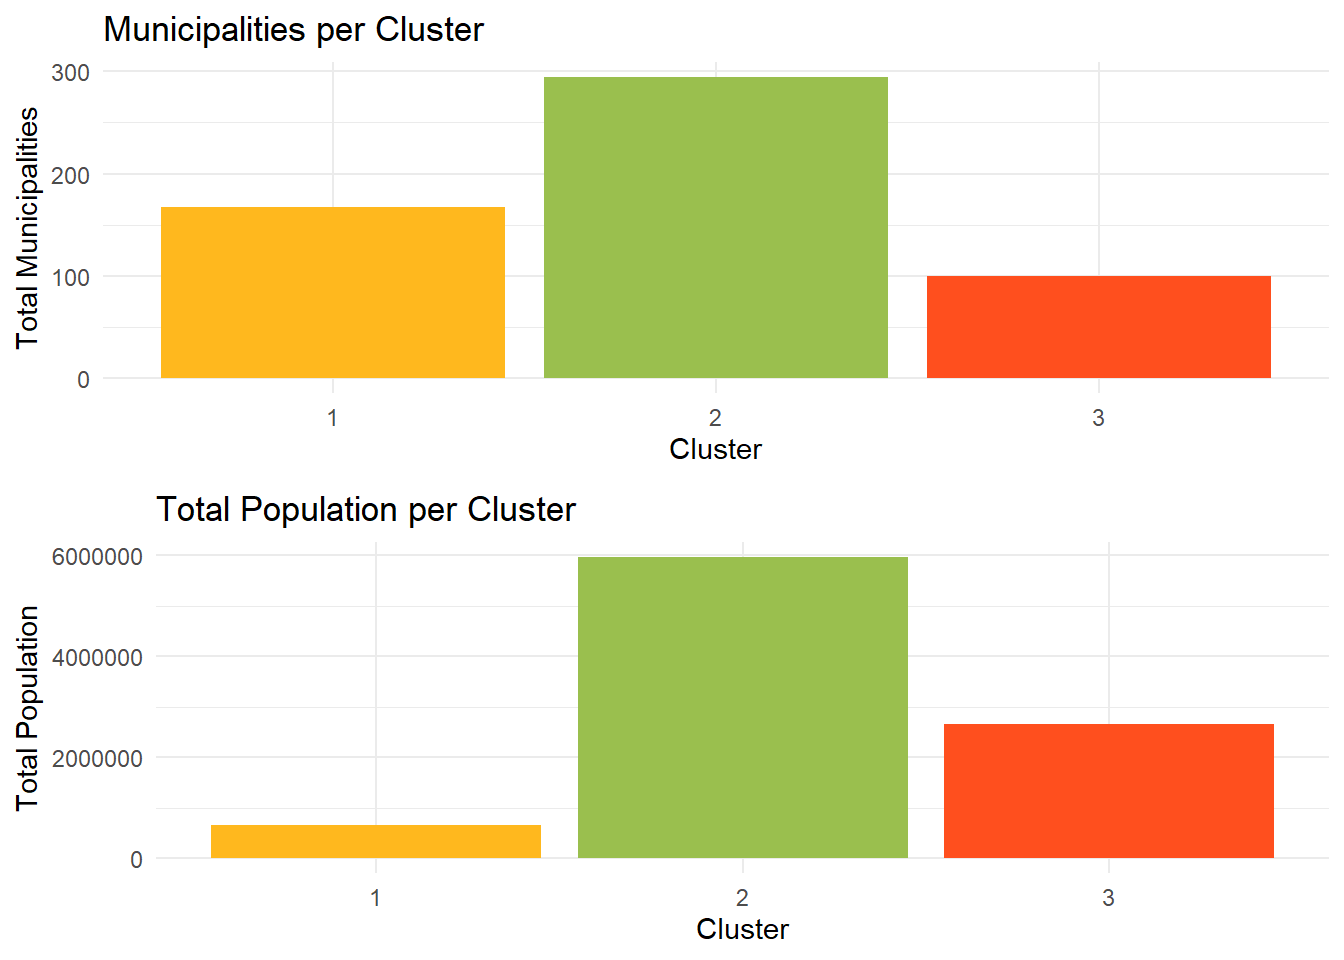 Municipalities per Cluster
Total Municipalities
300
200
100
0
1 2 3
Cluster
Total Population per Cluster
Total Population
6000000
4000000
2000000
0
1 2 3
Cluster